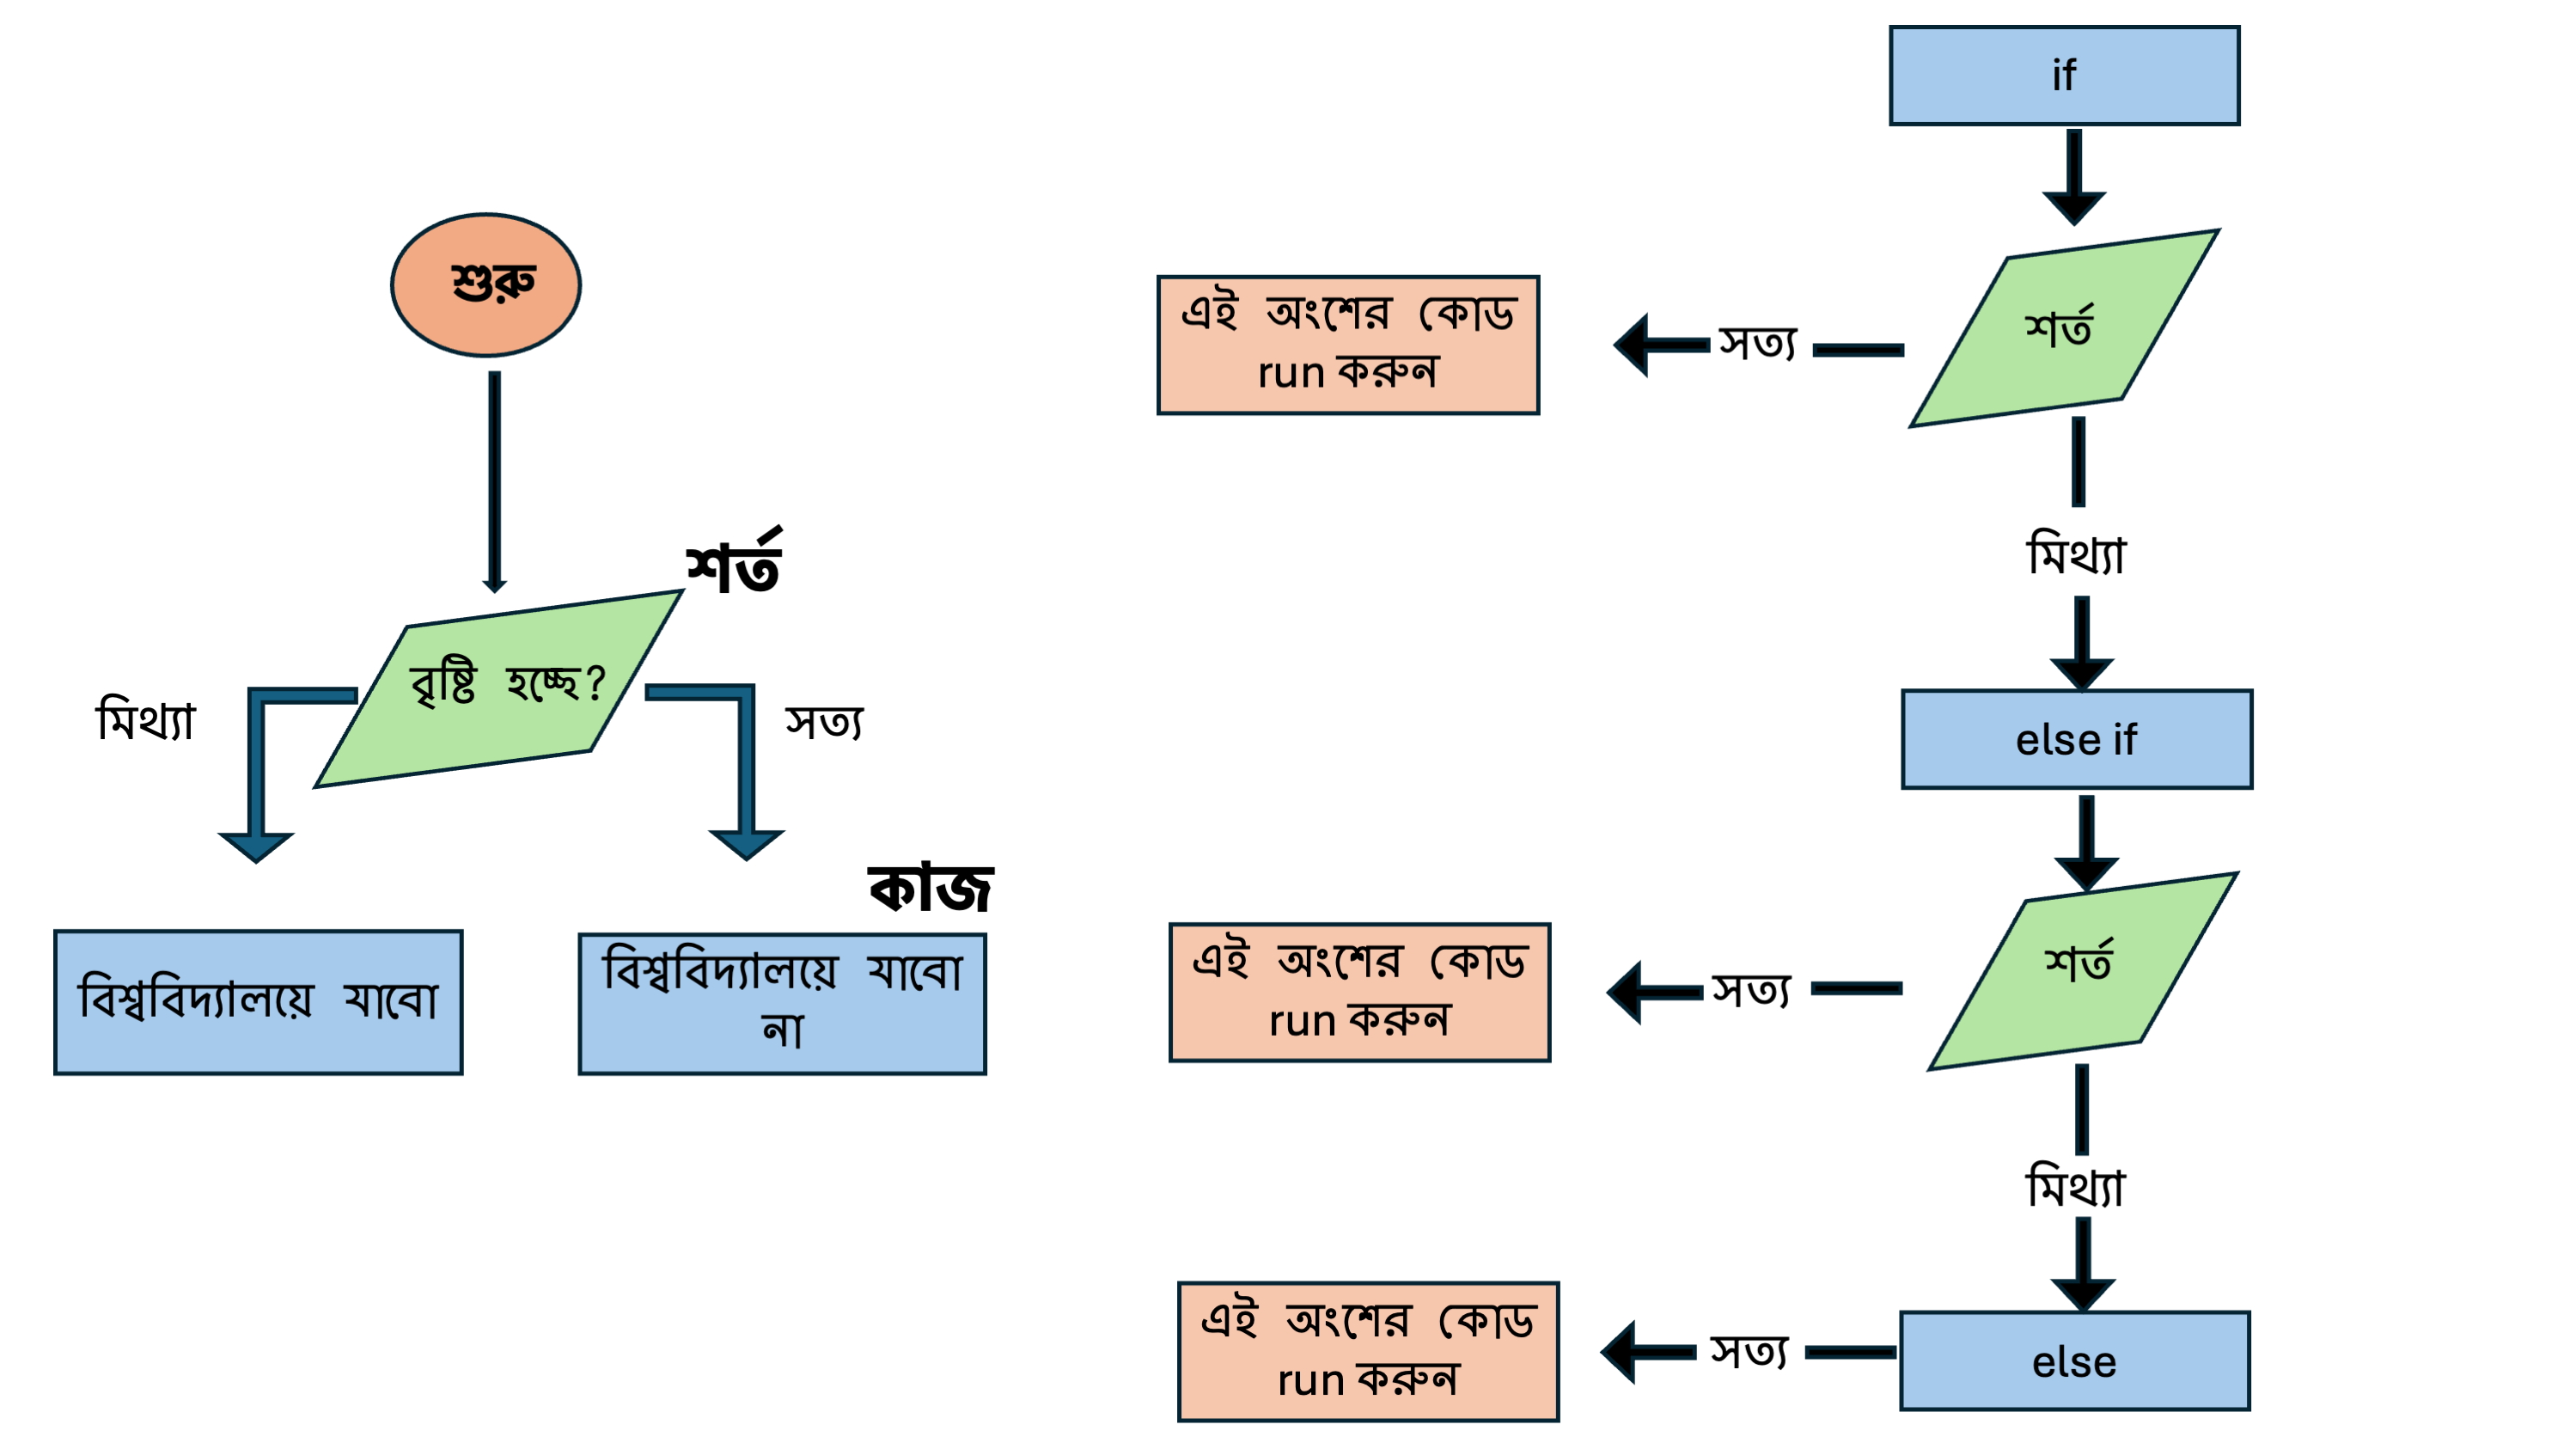 শুরু
শর্ত
বৃষ্টি হচ্ছে?
মিথ্যা
সত্য
কাজ
বিশ্ববিদ্যালয়ে যাবো
বিশ্ববিদ্যালয়ে যাবো
না
if
শর্ত
সত্য
এই অংশের কোড
run করুন
মিথ্যা
else if
শর্ত
সত্য
এই অংশের কোড
run করুন
মিথ্যা
else
সত্য
এই অংশের কোড
run করুন